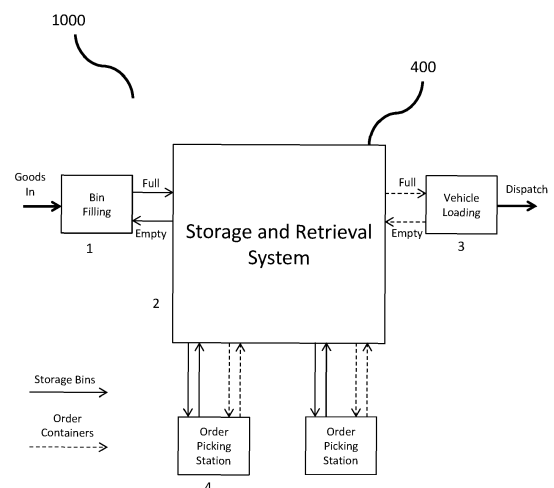 1000
400
Goods
In
Bin
Filling
1
Full
Empty
Storage and Retrieval
System
2
Full
Empty
Vehicle
Loading
3
Dispatch
Storage Bins
Order
Containers
Order
Picking
Station
4
Order
Picking
Station